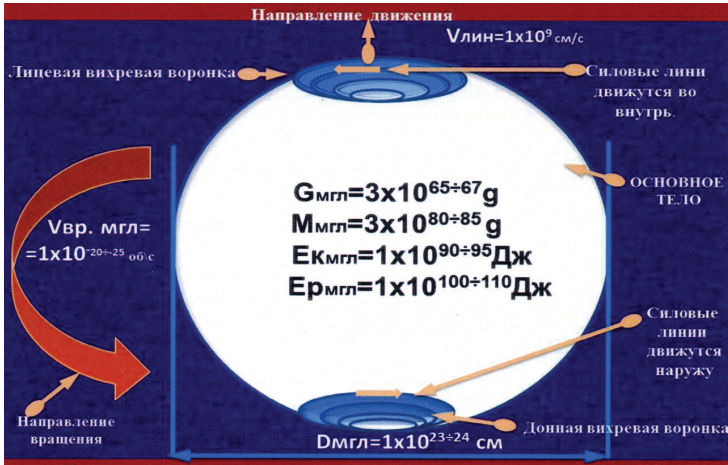 Направление движения
Vлин=1x10⁹ см/с
Лицевая вихревая воронка
Силовые лини
движутся во
внутрь.
Gмгл=3x10⁶⁵÷⁶⁷g
Mмгл=3x10⁸⁰÷⁸⁵g
Eкмгл=1x10⁹⁰÷⁹⁵Дж
Eрмгл=1x10¹⁰⁰÷¹¹⁰Дж
ОСНОВНОЕ
ТЕЛО
Vвр. мгл=
=1x10⁻²⁰÷⁻²⁵ об\с
Силовые
линии
движутся
наружу
Направление
вращения
Донная вихревая воронка
Dмгл=1x10²³÷²⁴ см